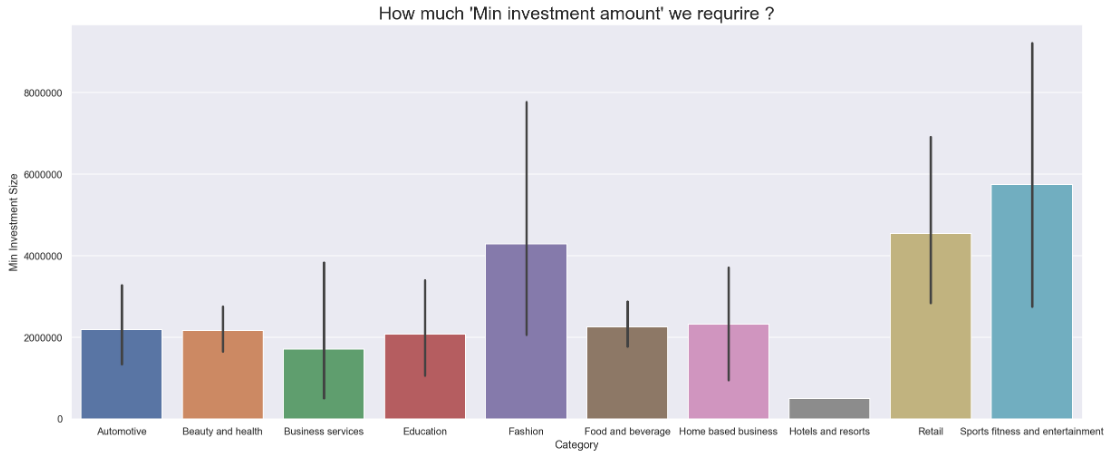 How much 'Min investment amount' we requrire ?
Min Investment Size
8000000
6000000
4000000
2000000
0
Automotive
Beauty and health
Business services
Education
Fashion
Food and beverage
Home based business
Hotels and resorts
Retail
Sports fitness and entertainment
Category